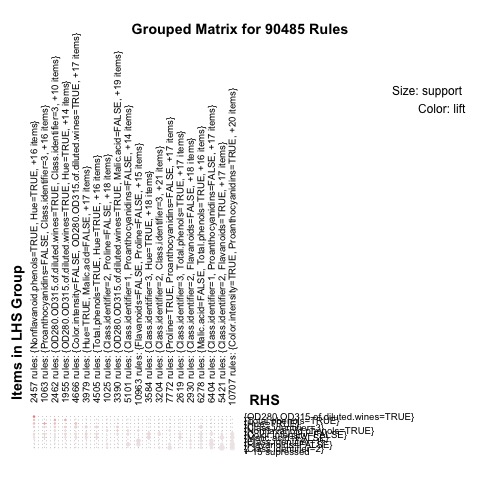 Grouped Matrix for 90485 Rules
Size: support
Color: lift
Items in LHS Group
2457 rules: {Nonflavanoid.phenols=TRUE, Hue=TRUE, +16 items}
1063 rules: {Proanthocyanidins=FALSE, Class.identifier=3, +16 items}
2462 rules: {OD280.OD315.of.diluted.wines=TRUE, Class.identifier=3, +10 items}
1955 rules: {OD280.OD315.of.diluted.wines=TRUE, Hue=TRUE, +14 items}
4666 rules: {Color.intensity=FALSE, OD280.OD315.of.diluted.wines=TRUE, +17 items}
7979 rules: {Hue=TRUE, Malic.acid=FALSE, +17 items}
4505 rules: {Total.phenols=TRUE, Hue=TRUE, +16 items}
1025 rules: {Class.identifier=2, Proline=FALSE, +18 items}
3390 rules: {OD280.OD315.of.diluted.wines=TRUE, Malic.acid=FALSE, +19 items}
5101 rules: {Class.identifier=1, Proanthocyanidins=FALSE, +14 items}
10963 rules: {Flavanoids=FALSE, Proline=FALSE, +15 items}
3584 rules: {Class.identifier=3, Hue=TRUE, +18 items}
3204 rules: {Class.identifier=2, Class.identifier=3, +21 items}
7772 rules: {Proline=TRUE, Proanthocyanidins=FALSE, +17 items}
2619 rules: {Class.identifier=3, Total.phenols=TRUE, +17 items}
2930 rules: {Class.identifier=2, Flavanoids=FALSE, +18 items}
6278 rules: {Malic.acid=FALSE, Total.phenols=TRUE, +16 items}
6404 rules: {Class.identifier=1, Proanthocyanidins=FALSE, +17 items}
5421 rules: {Class.identifier=2, Flavanoids=TRUE, +17 items}
10707 rules: {Color.intensity=TRUE, Proanthocyanidins=TRUE, +20 items}
RHS
{OD280.OD315.of.diluted.wines=TRUE}
{Nonflavanoid.phenols=TRUE}
{Class.identifier=2}
+ 15 supressed